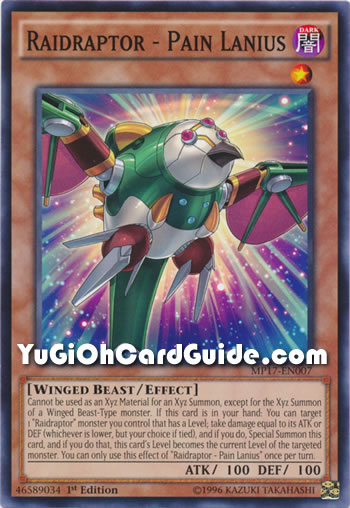 RAIDRAPTOR - PAIN LANIUS
DARK
闇
YuGiOhCardGuide.com
MP17-EN007
[WINGED BEAST/EFFECT]
Cannot be used as an Xyz Material for an Xyz Summon, except for the Xyz Summon
of a Winged Beast-Type monster. If this card is in your hand: You can target
1 "Raidraptor" monster you control that has a Level; take damage equal to its ATK or
DEF (whichever is lower, but your choice if tied), and if you do, Special Summon this
card, and if you do that, this card's Level becomes the current Level of the targeted
monster. You can only use this effect of "Raidraptor - Pain Lanius" once per turn.
ATK/ 100 DEF/ 100
46589034 1st Edition ©1996 KAZUKI TAKAHASHI